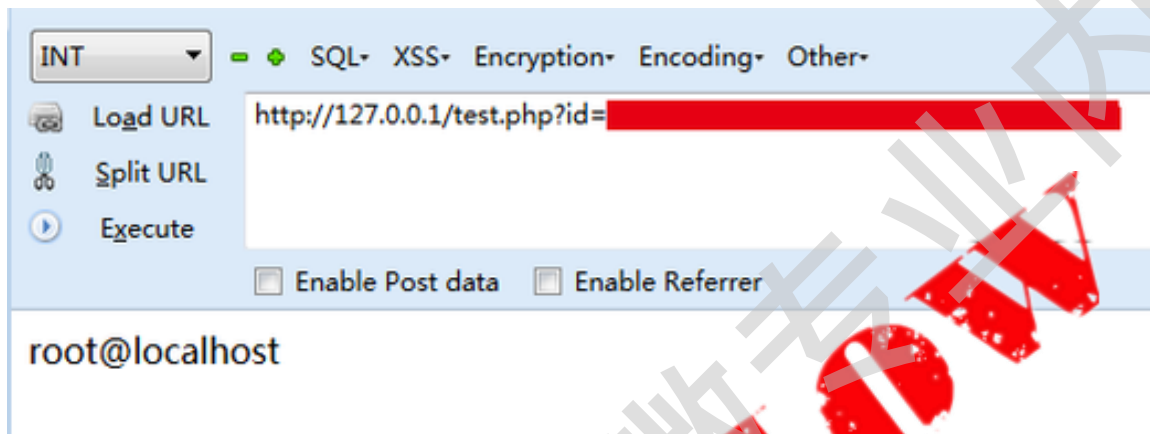 INT SQL- XSS- Encryption- Encoding- Other-
Load URL http://127.0.0.1/test.php?id=
Split URL
Execute
Enable Post data Enable Referrer
root@localhost